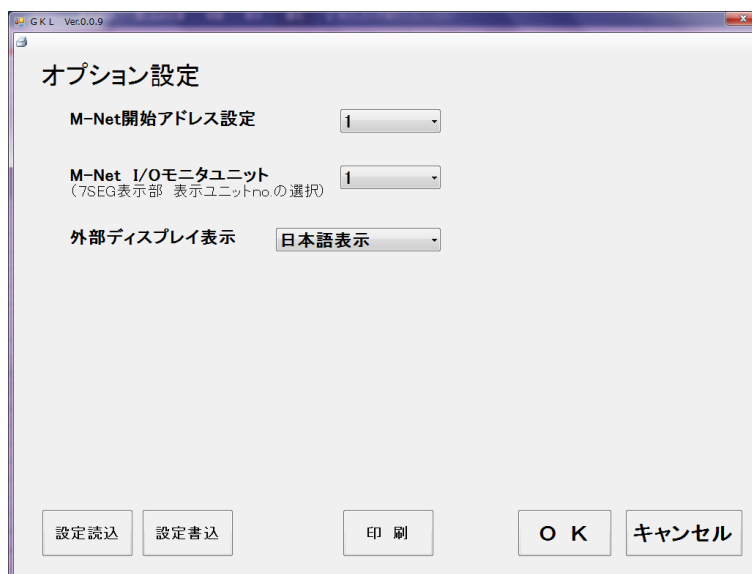 GKL Ver.0.0.9
オプション設定
M-Net開始アドレス設定 1
M-Net I/Oモニタユニット 1
(7SEG表示部 表示ユニットno.の選択)
外部ディスプレイ表示 日本語表示
設定読込 設定書込 印 刷 O K キャンセル